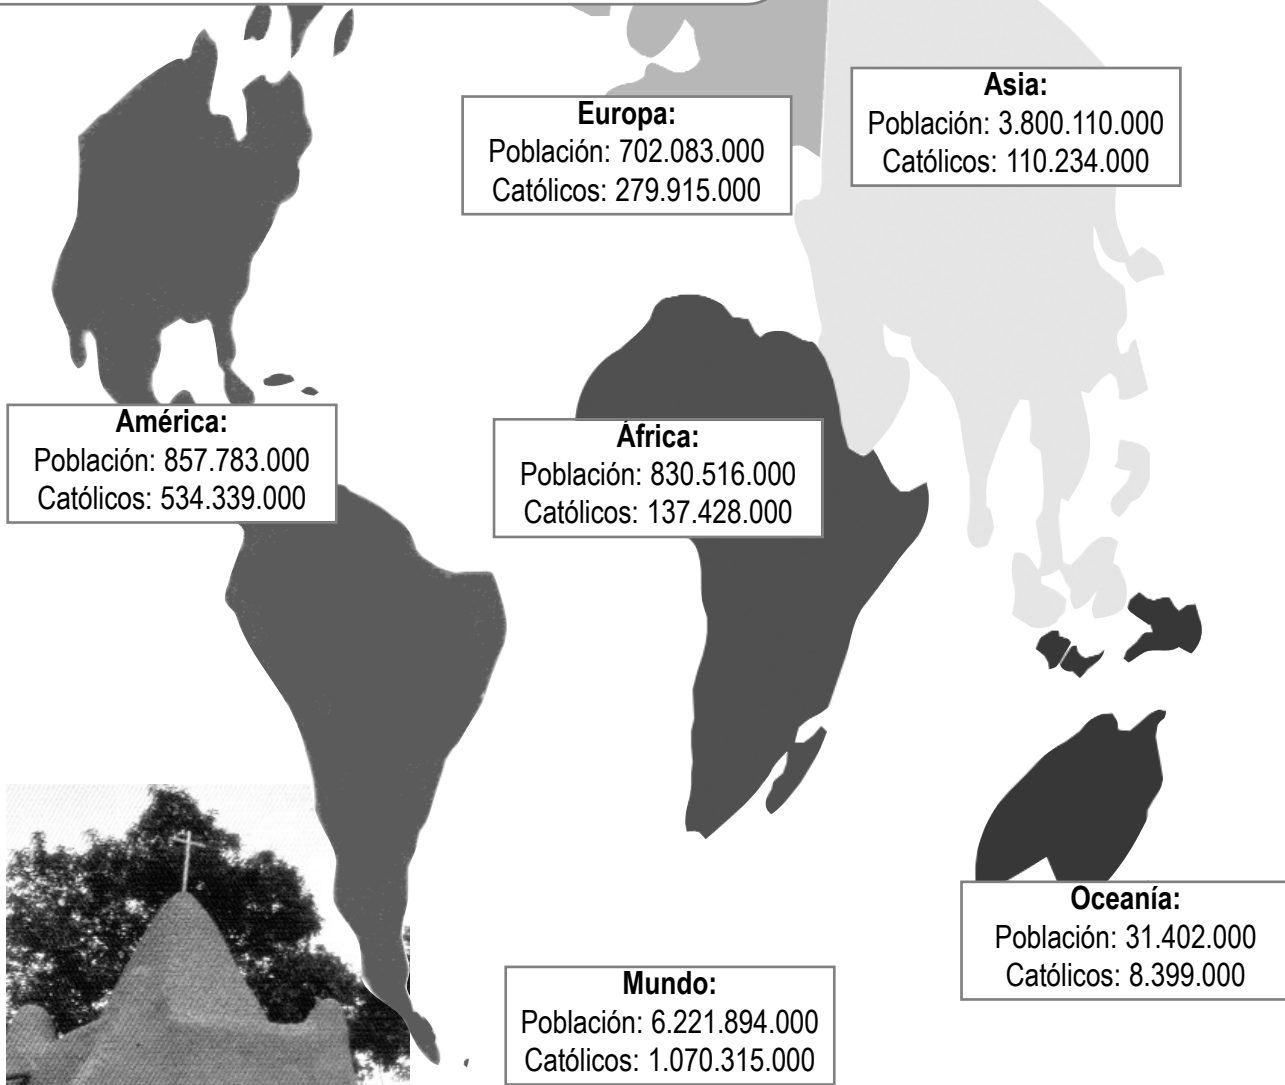 Asia:
Población: 3.800.110.000
Católicos: 110.234.000
Europa:
Población: 702.083.000
Católicos: 279.915.000
América:
Población: 857.783.000
Católicos: 534.339.000
África:
Población: 830.516.000
Católicos: 137.428.000
Oceanía:
Población: 31.402.000
Católicos: 8.399.000
Mundo:
Población: 6.221.894.000
Católicos: 1.070.315.000